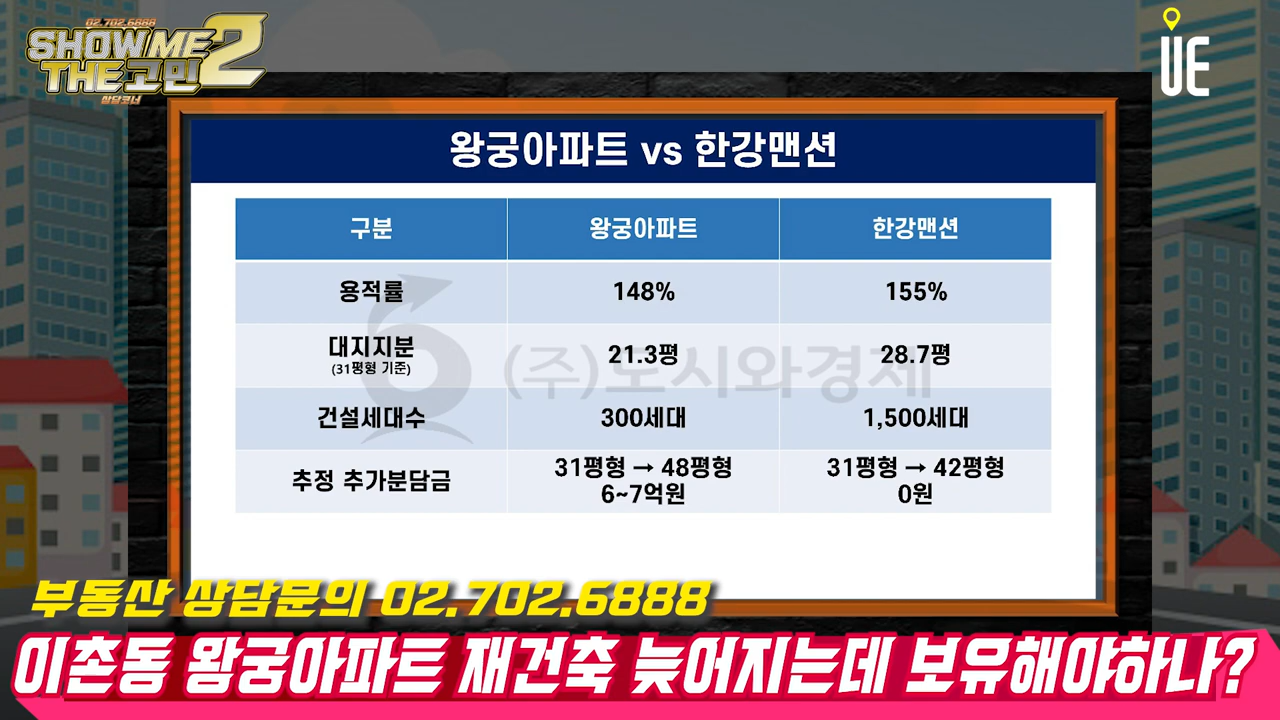 02.702.6888
SHOW ME 2
THE 고민
상담코너
UE
왕궁아파트 vs 한강맨션
구분 왕궁아파트 한강맨션
용적률 148% 155%
대지지분 21.3평 28.7평
(31평형 기준)
(주)도시와경제
건설세대수 300세대 1,500세대
추정 추가분담금 31평형 → 48평형 31평형 → 42평형
6~7억원 0원
부동산 상담문의 02.702.6888
이촌동 왕궁아파트 재건축 늦어지는데 보유해야하나?